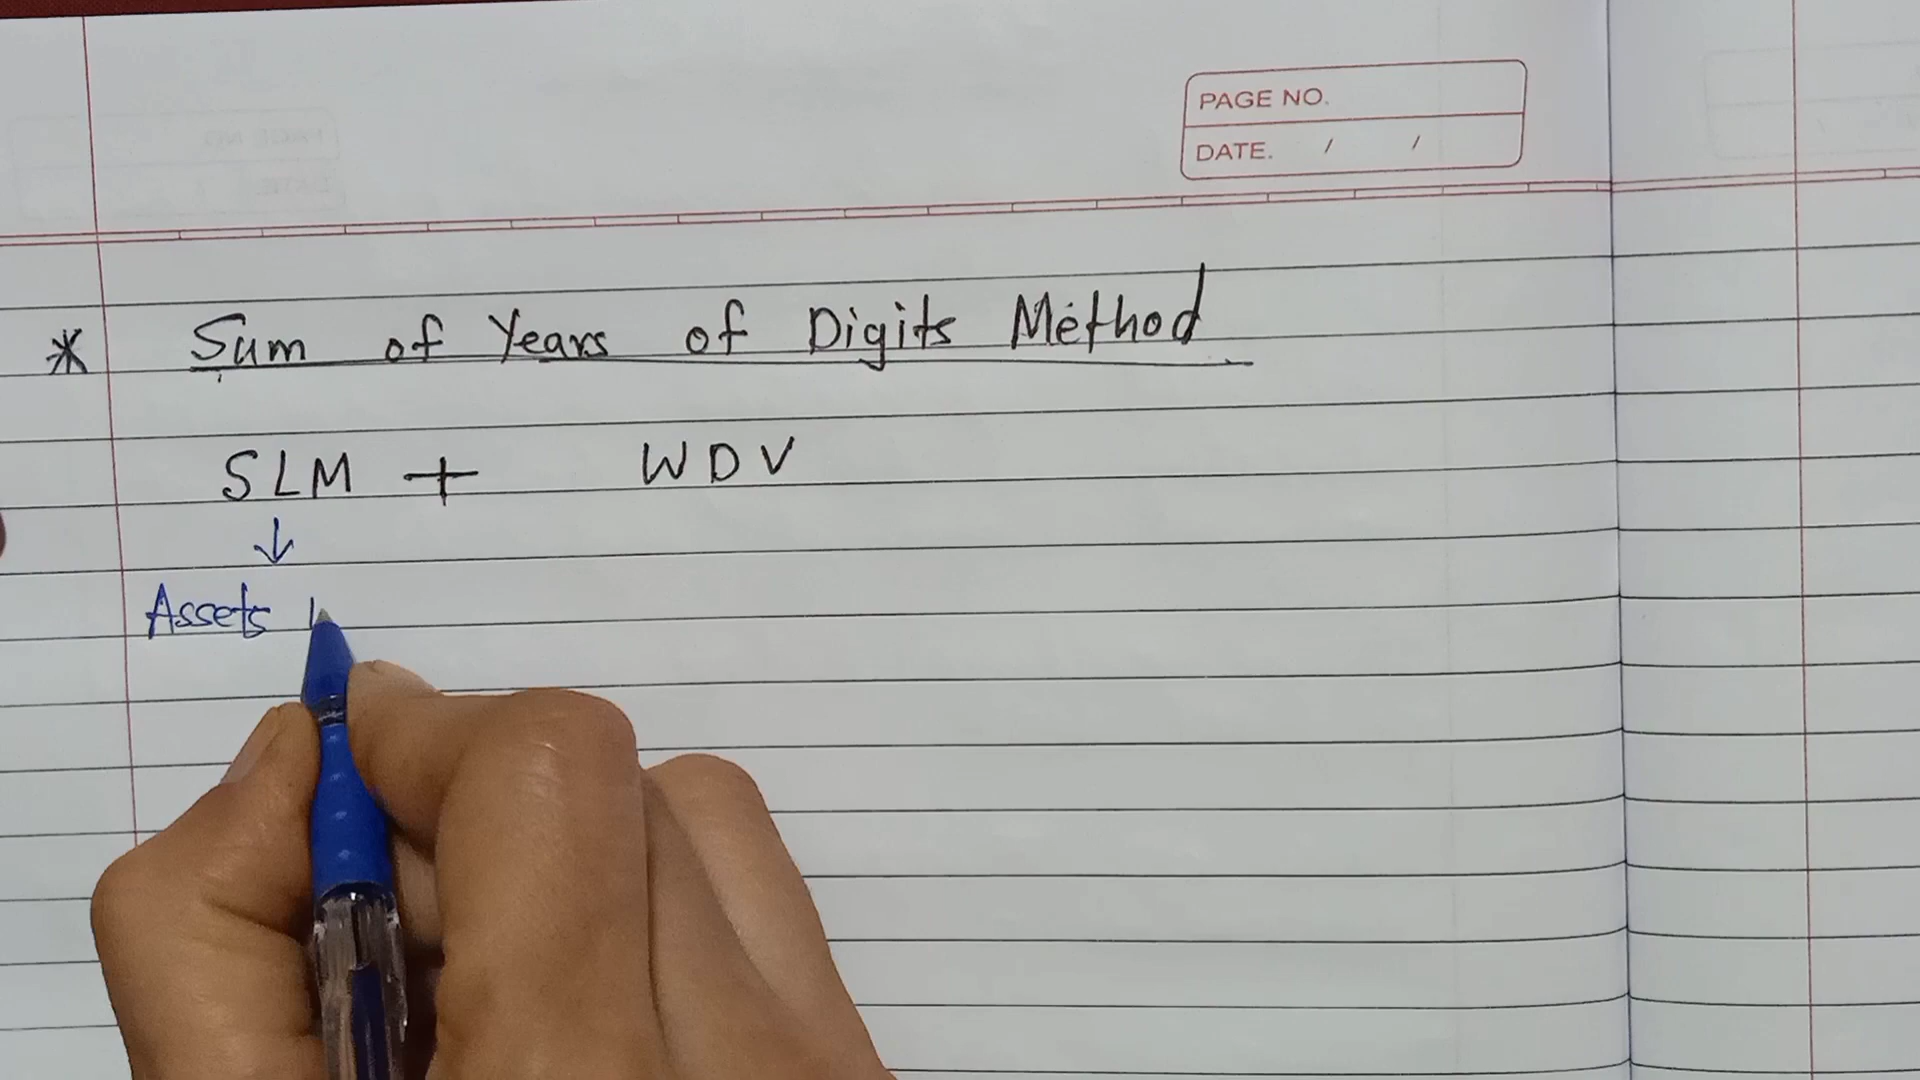 PAGE NO.
DATE. / /
* Sum of Years of Digits Method
SLM + WDV
↓
Assets